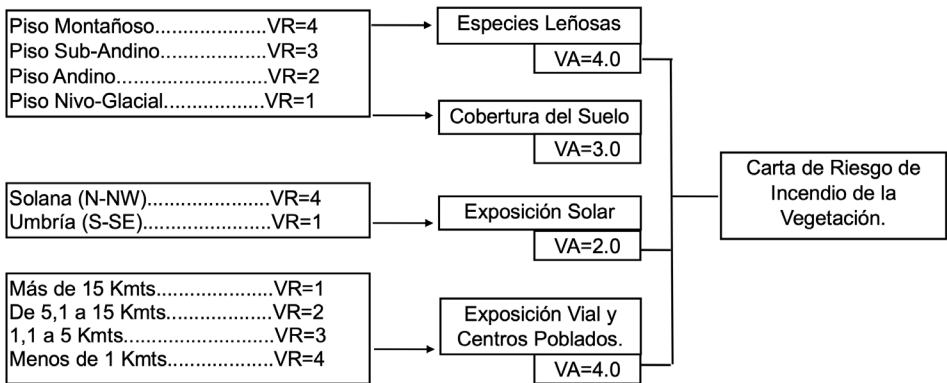 Piso Montañoso.....................VR=4
Piso Sub-Andino....................VR=3
Piso Andino............................VR=2
Piso Nivo-Glacial...................VR=1
Especies Leñosas
VA=4.0
Cobertura del Suelo
VA=3.0
Solana (N-NW).......................VR=4
Umbría (S-SE)........................VR=1
Exposición Solar
VA=2.0
Más de 15 Kmts......................VR=1
De 5,1 a 15 Kmts....................VR=2
1,1 a 5 Kmts............................VR=3
Menos de 1 Kmts....................VR=4
Exposición Vial y
Centros Poblados.
VA=4.0
Carta de Riesgo de
Incendio de la
Vegetación.